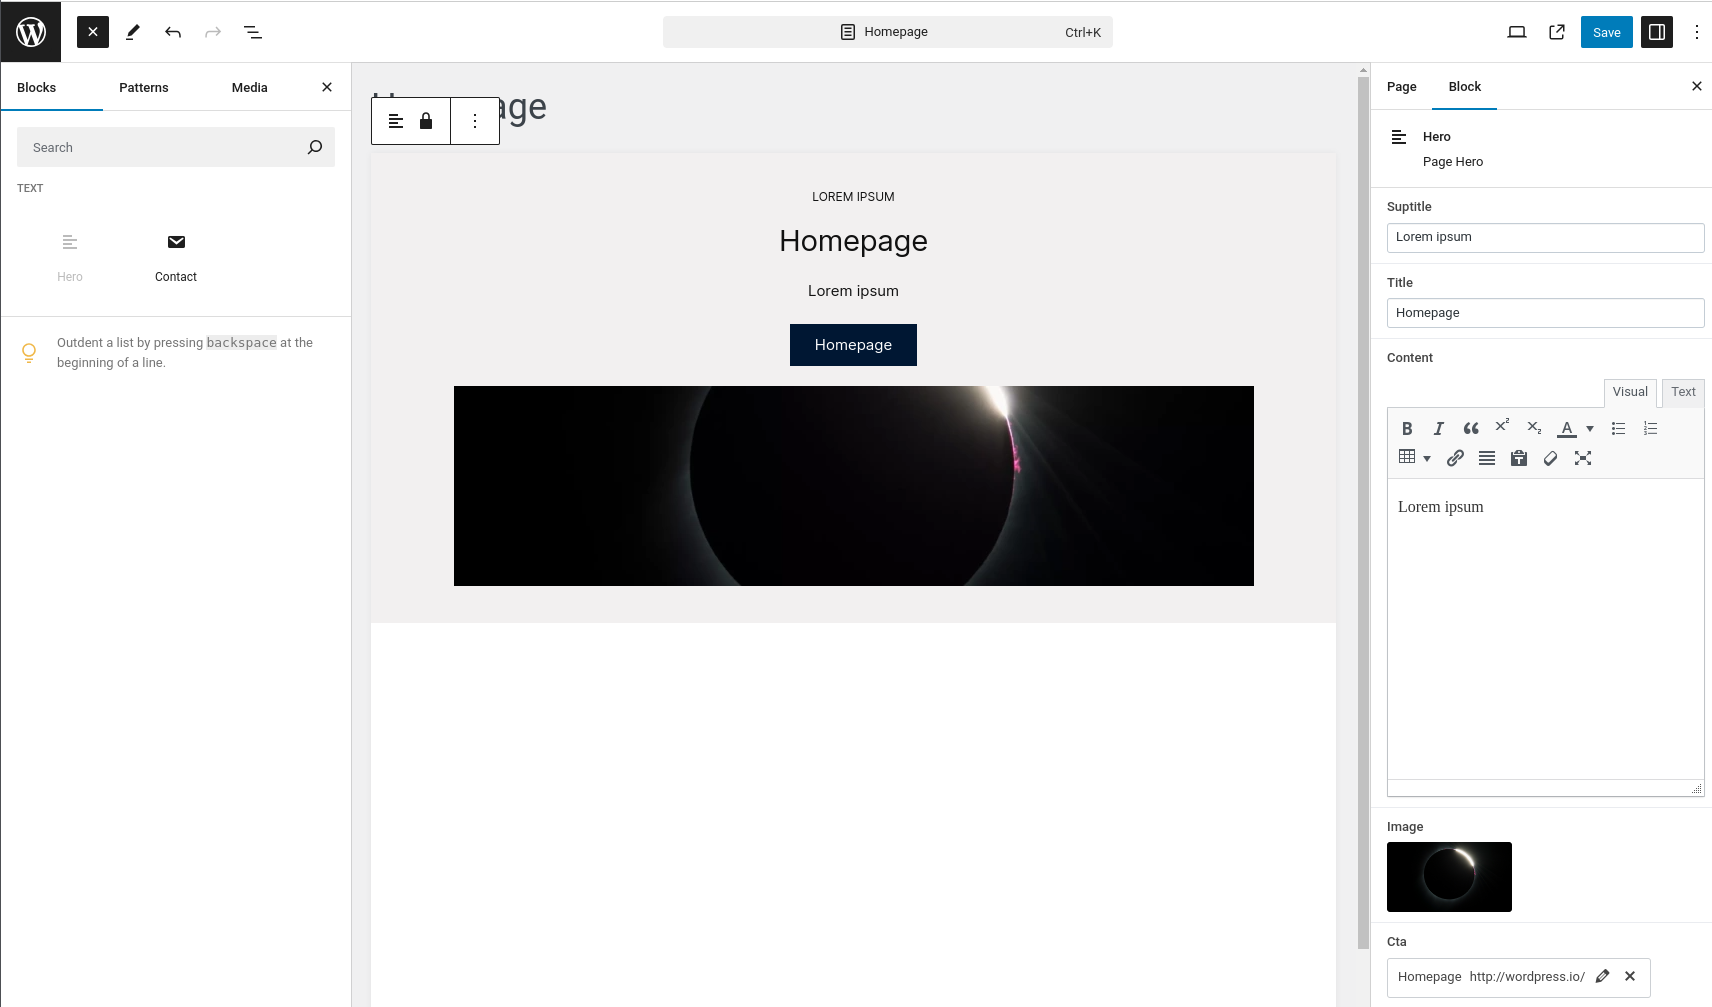 Homepage
Ctrl+K
Save
Blocks
Patterns
Media
Search
TEXT
Hero
Contact
Outdent a list by pressing backspace at the
beginning of a line.
age
LOREM IPSUM
Homepage
Lorem ipsum
Homepage
Page
Block
Hero
Page Hero
Suptitle
Lorem ipsum
Title
Homepage
Content
Visual
Text
Lorem ipsum
Image
Cta
Homepage http://wordpress.io/